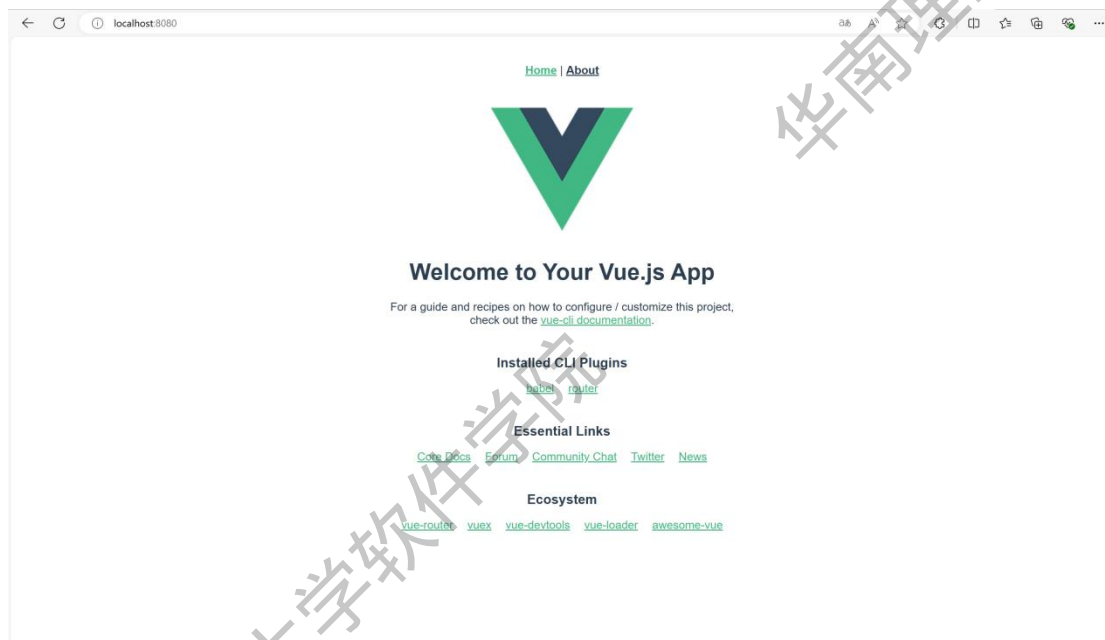 localhost:8080
Home | About
华南理
Welcome to Your Vue.js App
For a guide and recipes on how to configure / customize this project,
check out the vue-cli documentation.
Installed CLI Plugins
babel router
Essential Links
Core Docs Forum Community Chat Twitter News
Ecosystem
vue-router vuex vue-devtools vue-loader awesome-vue
大学软件学院